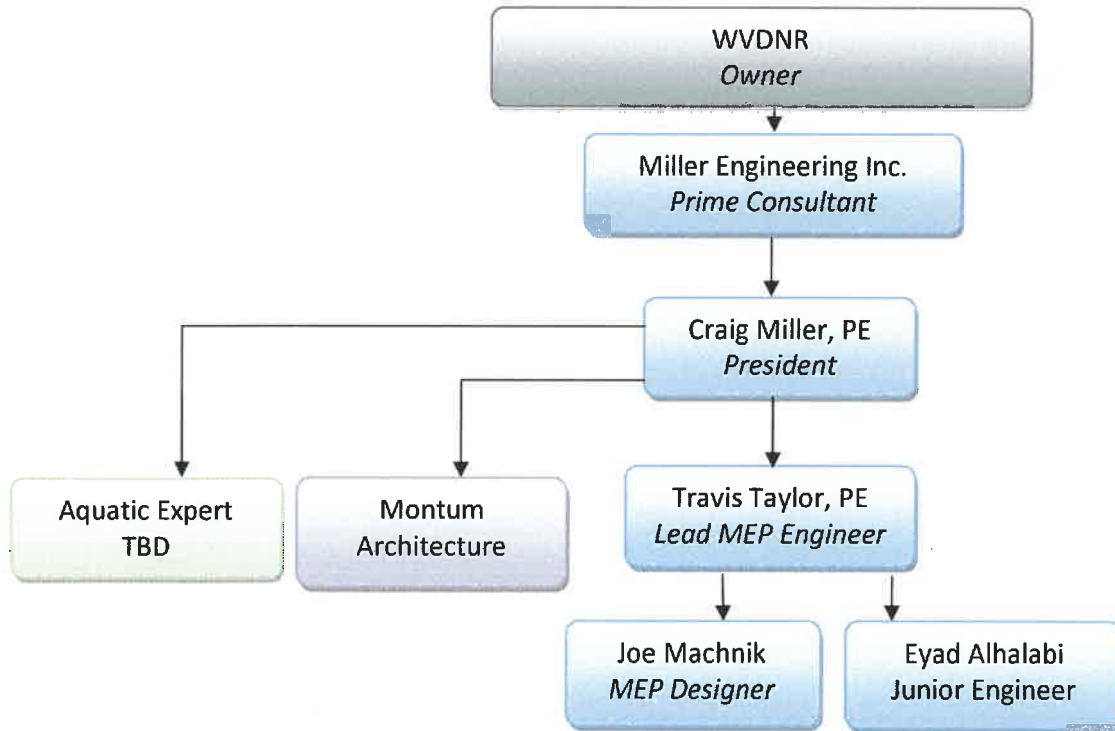 WVDNR
Owner
Miller Engineering Inc.
Prime Consultant
Craig Miller, PE
President
Aquatic Expert
TBD
Montum
Architecture
Travis Taylor, PE
Lead MEP Engineer
Joe Machnik
MEP Designer
Eyad Alhalabi
Junior Engineer